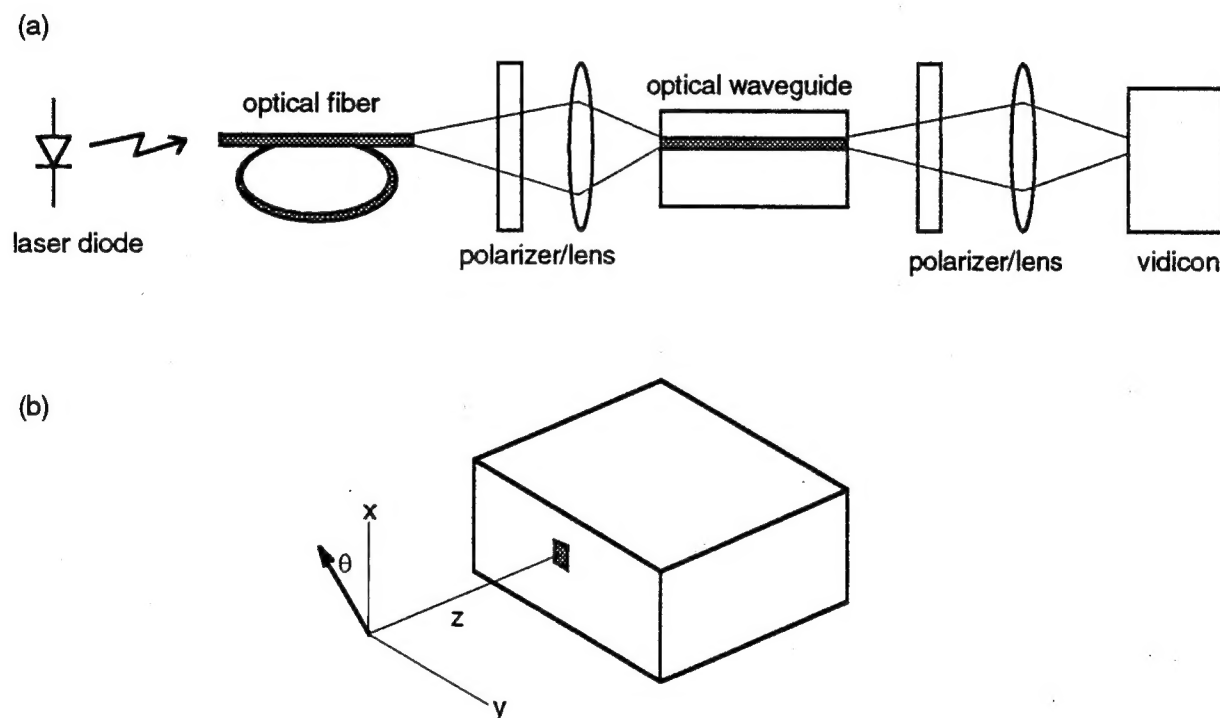 (a)
optical fiber
optical waveguide
laser diode
polarizer/lens
polarizer/lens
vidicon
(b)
x
θ
z
y